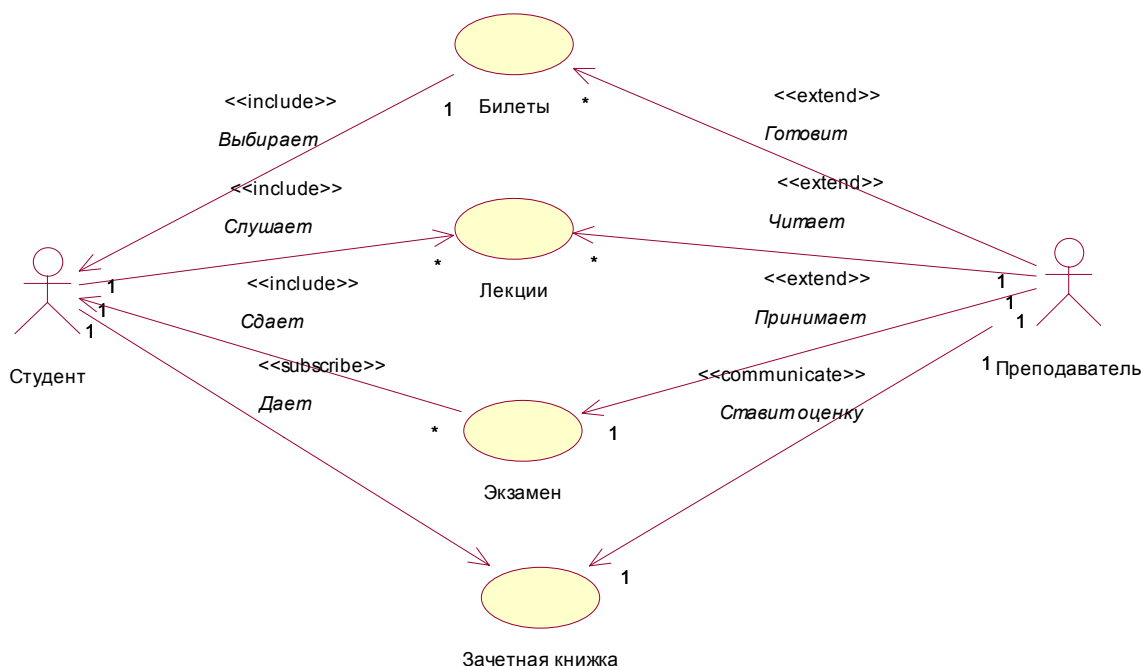 <<include>>
<<extend>>
1
Билеты
*
Выбирает
Готовит
<<include>>
<<extend>>
Слушает
Читает
*
*
<<include>>
Лекции
<<extend>>
1
1
1
1
Сдает
Принимает
1
1
<<subscribe>>
1
Преподаватель
Студент
<<communicate>>
Дает
Ставит оценку
*
1
Экзамен
1
Зачетная книжка